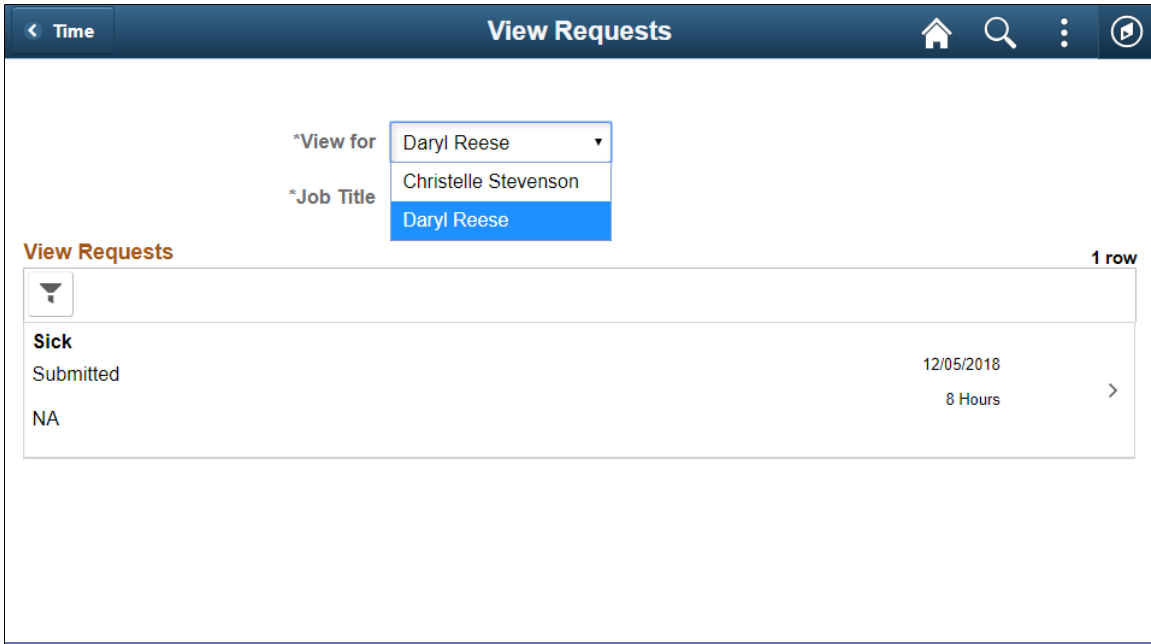 Time
View Requests
*View for
Daryl Reese
Christelle Stevenson
*Job Title
Daryl Reese
View Requests
1 row
Sick
Submitted
12/05/2018
8 Hours
NA